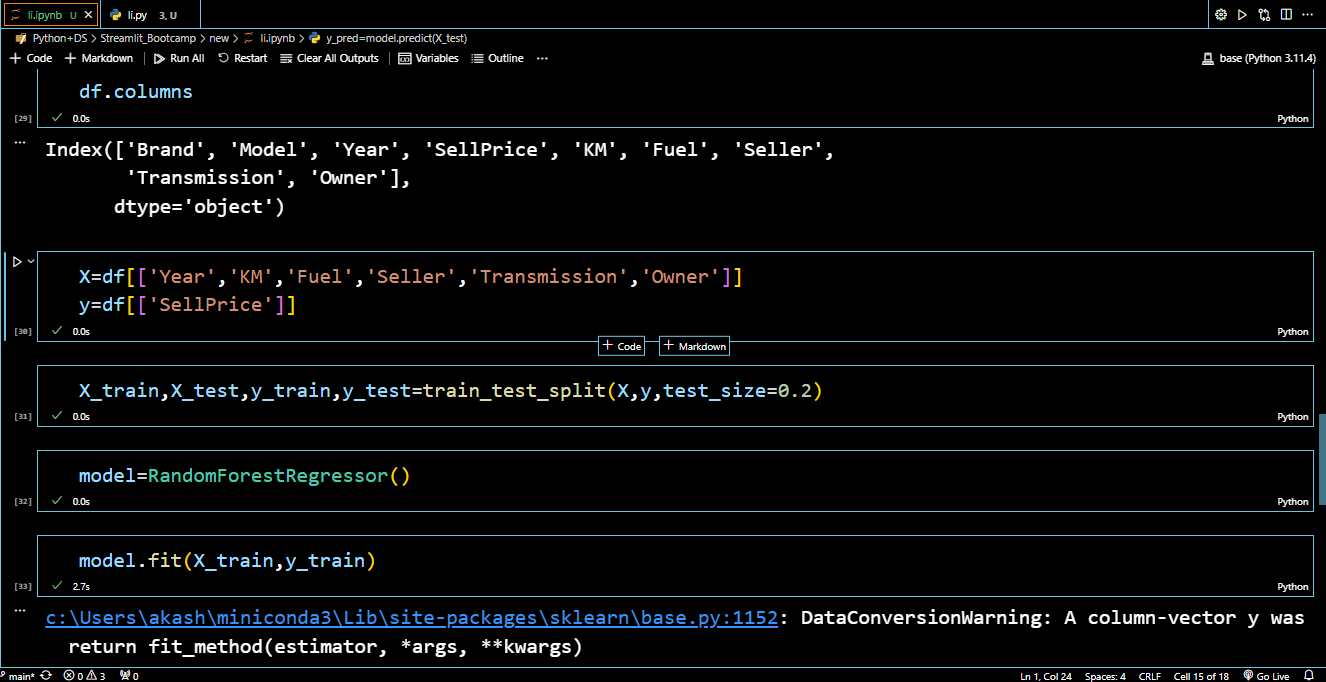 li.ipynb U ✕ li.py 3, U
Python+DS > Streamlit_Bootcamp > new > li.ipynb > y_pred=model.predict(X_test)
+ Code + Markdown | Run All Restart Clear All Outputs | Variables Outline ... base (Python 3.11.4)
df.columns
[29] ✓ 0.0s Python
... Index(['Brand', 'Model', 'Year', 'SellPrice', 'KM', 'Fuel', 'Seller',
'Transmission', 'Owner'],
dtype='object')
X=df[['Year','KM','Fuel','Seller','Transmission','Owner']]
y=df[['SellPrice']]
[30] ✓ 0.0s Python
+ Code + Markdown
X_train,X_test,y_train,y_test=train_test_split(X,y,test_size=0.2)
[31] ✓ 0.0s Python
model=RandomForestRegressor()
[32] ✓ 0.0s Python
model.fit(X_train,y_train)
[33] ✓ 2.7s Python
... c:\Users\akash\miniconda3\Lib\site-packages\sklearn\base.py:1152: DataConversionWarning: A column-vector y was
return fit_method(estimator, *args, **kwargs)
main* 0 3 0 Ln 1, Col 24 Spaces: 4 CRLF Cell 15 of 18 Go Live